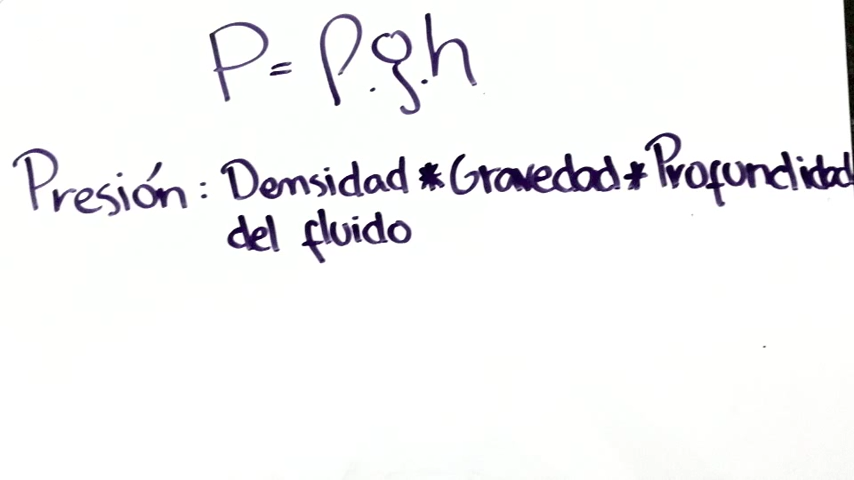 P = ρ.g.h
Presión: Densidad * Gravedad * Profundidad
del fluido